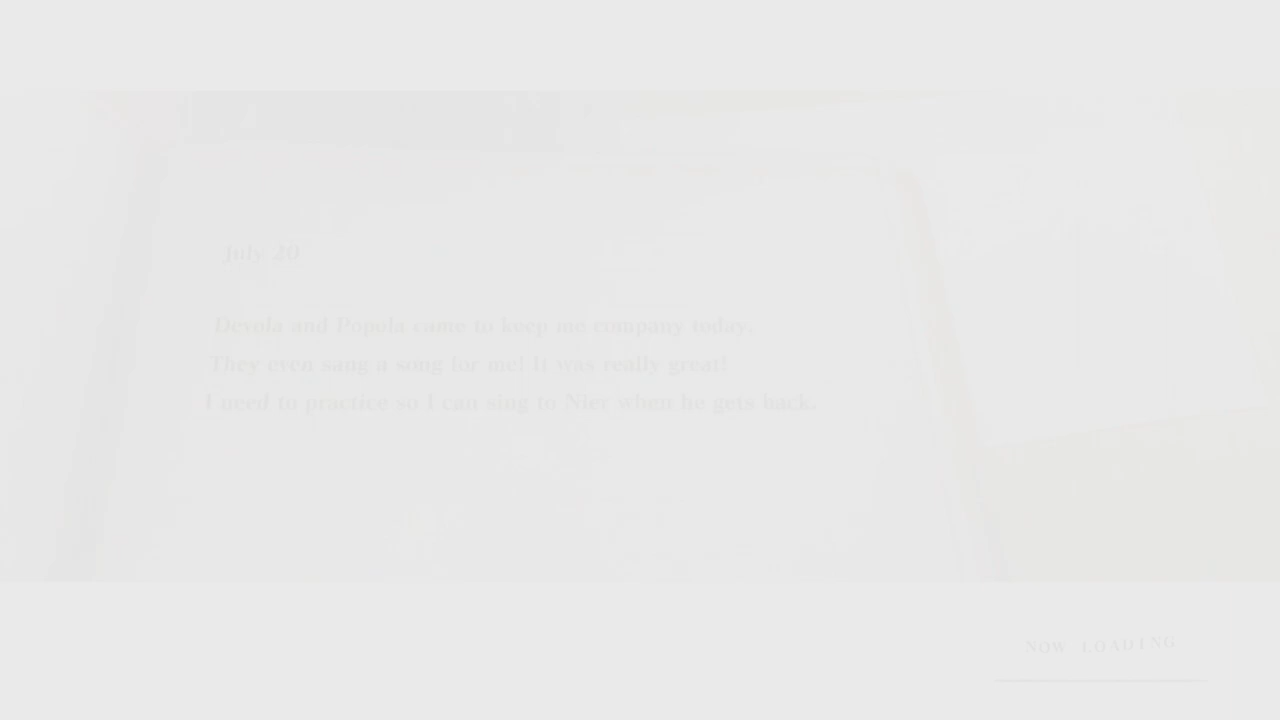 July 20
Devola and Popola came to keep me company today.
They even sang a song for me! It was really great!
I need to practice so I can sing to Nier when he gets back.
NOW LOADING